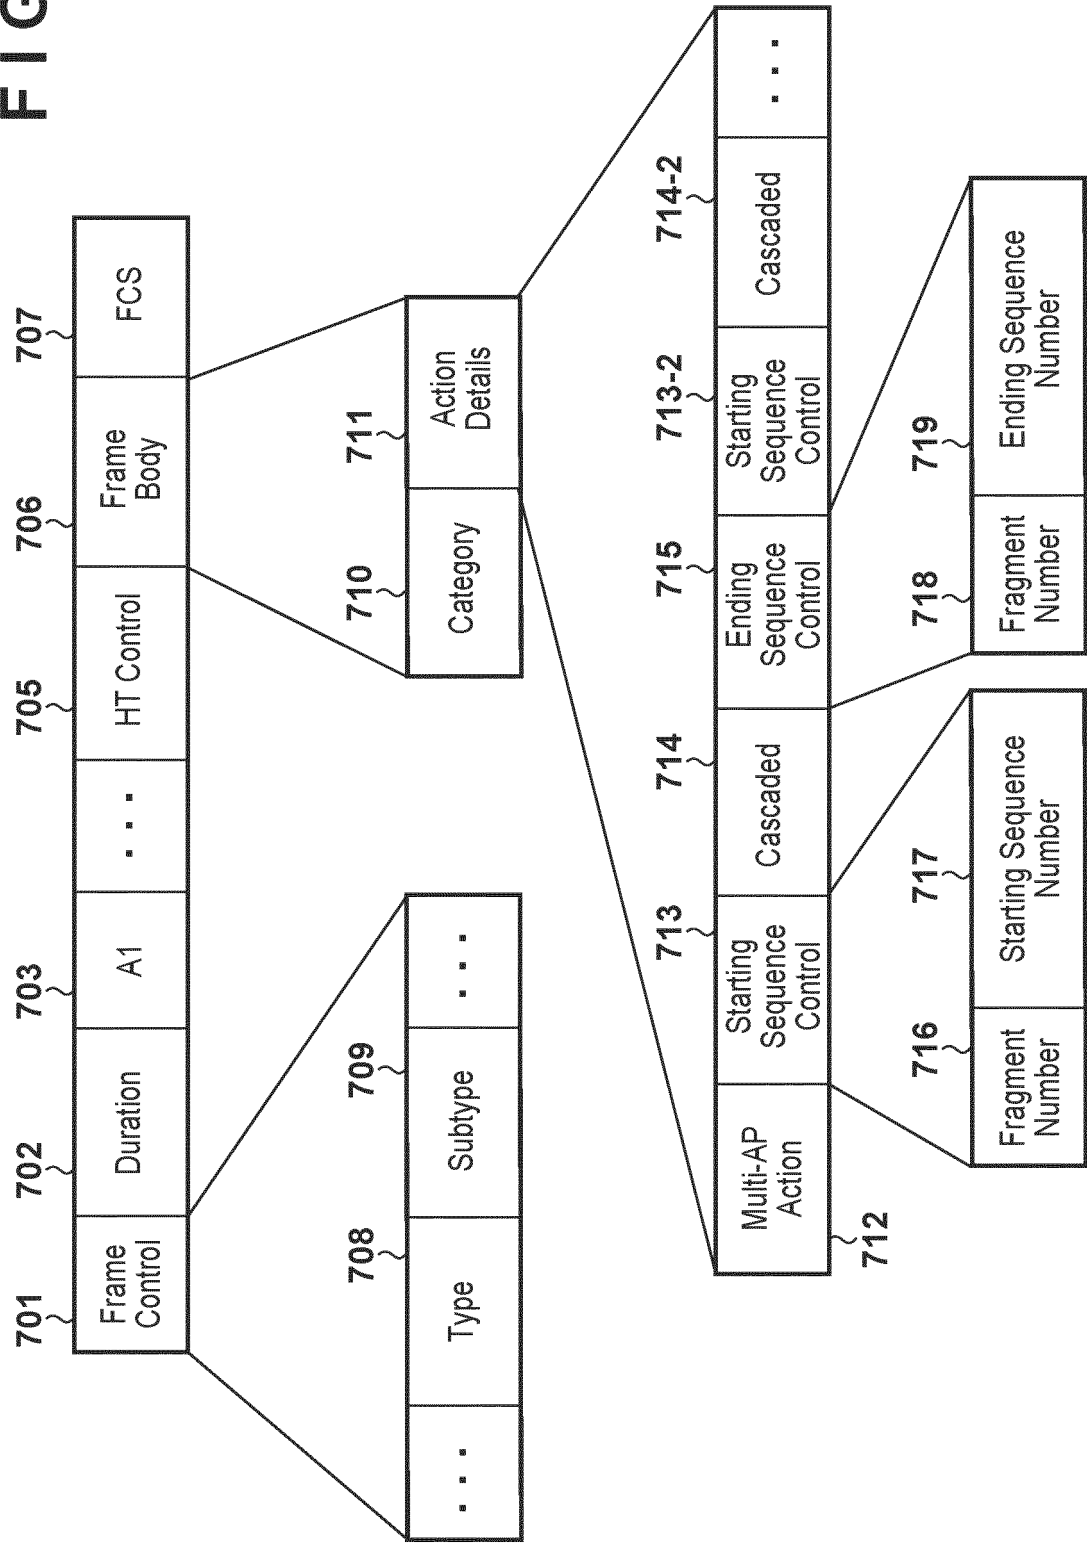 FIG
701
702
703
705
706
707
Frame
Control
Duration
A1
. . .
HT Control
Frame
Body
FCS
708
709
. . .
Type
Subtype
. . .
710
711
Category
Action
Details
713
714
715
713-2
714-2
Multi-AP
Action
Starting
Sequence
Control
Cascaded
Ending
Sequence
Control
Starting
Sequence
Control
Cascaded
. . .
712
716
717
Fragment
Number
Starting Sequence
Number
718
719
Fragment
Number
Ending Sequence
Number